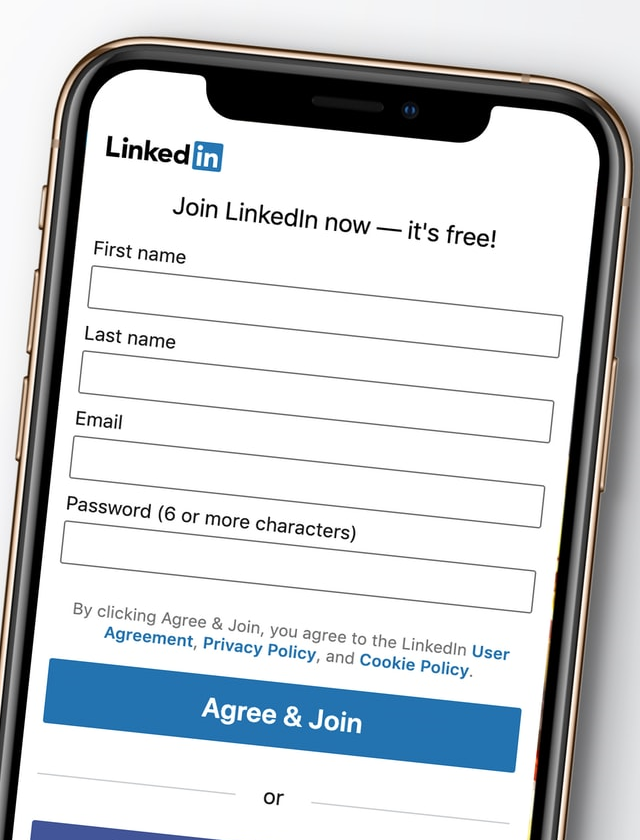 Linkedin
Join LinkedIn now — it's free!
First name
Last name
Email
Password (6 or more characters)
By clicking Agree & Join, you agree to the LinkedIn User
Agreement, Privacy Policy, and Cookie Policy.
Agree & Join
or